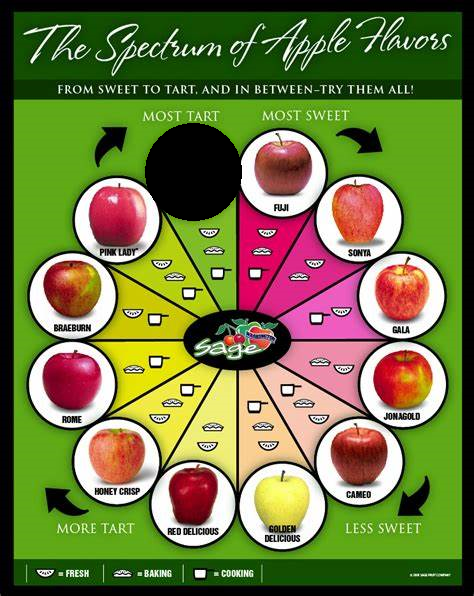 The Spectrum of Apple Flavors
FROM SWEET TO TART, AND IN BETWEEN–TRY THEM ALL!
MOST TART
MOST SWEET
FUJI
SONYA
GALA
JONAGOLD
CAMEO
GOLDEN
DELICIOUS
RED DELICIOUS
HONEY CRISP
ROME
BRAEBURN
PINK LADY
sage
MORE TART
LESS SWEET
= FRESH
= BAKING
= COOKING